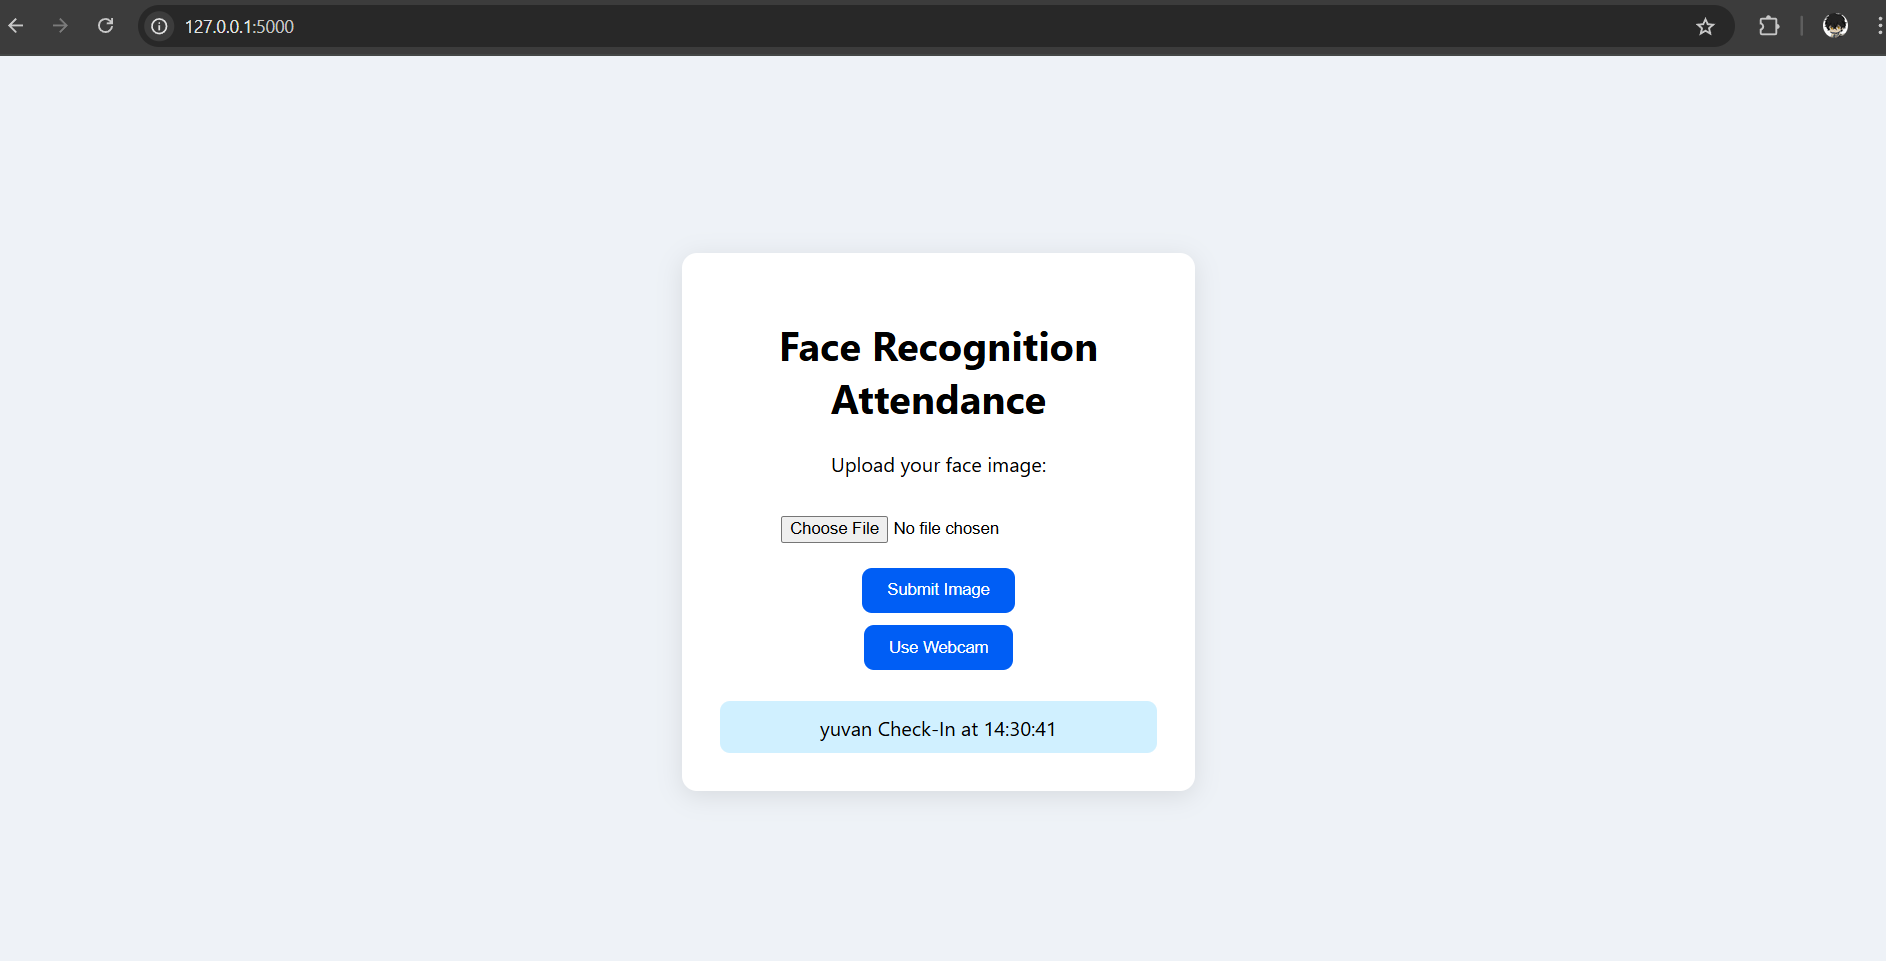 127.0.0.1:5000
Face Recognition
Attendance
Upload your face image:
Choose File No file chosen
Submit Image
Use Webcam
yuvan Check-In at 14:30:41